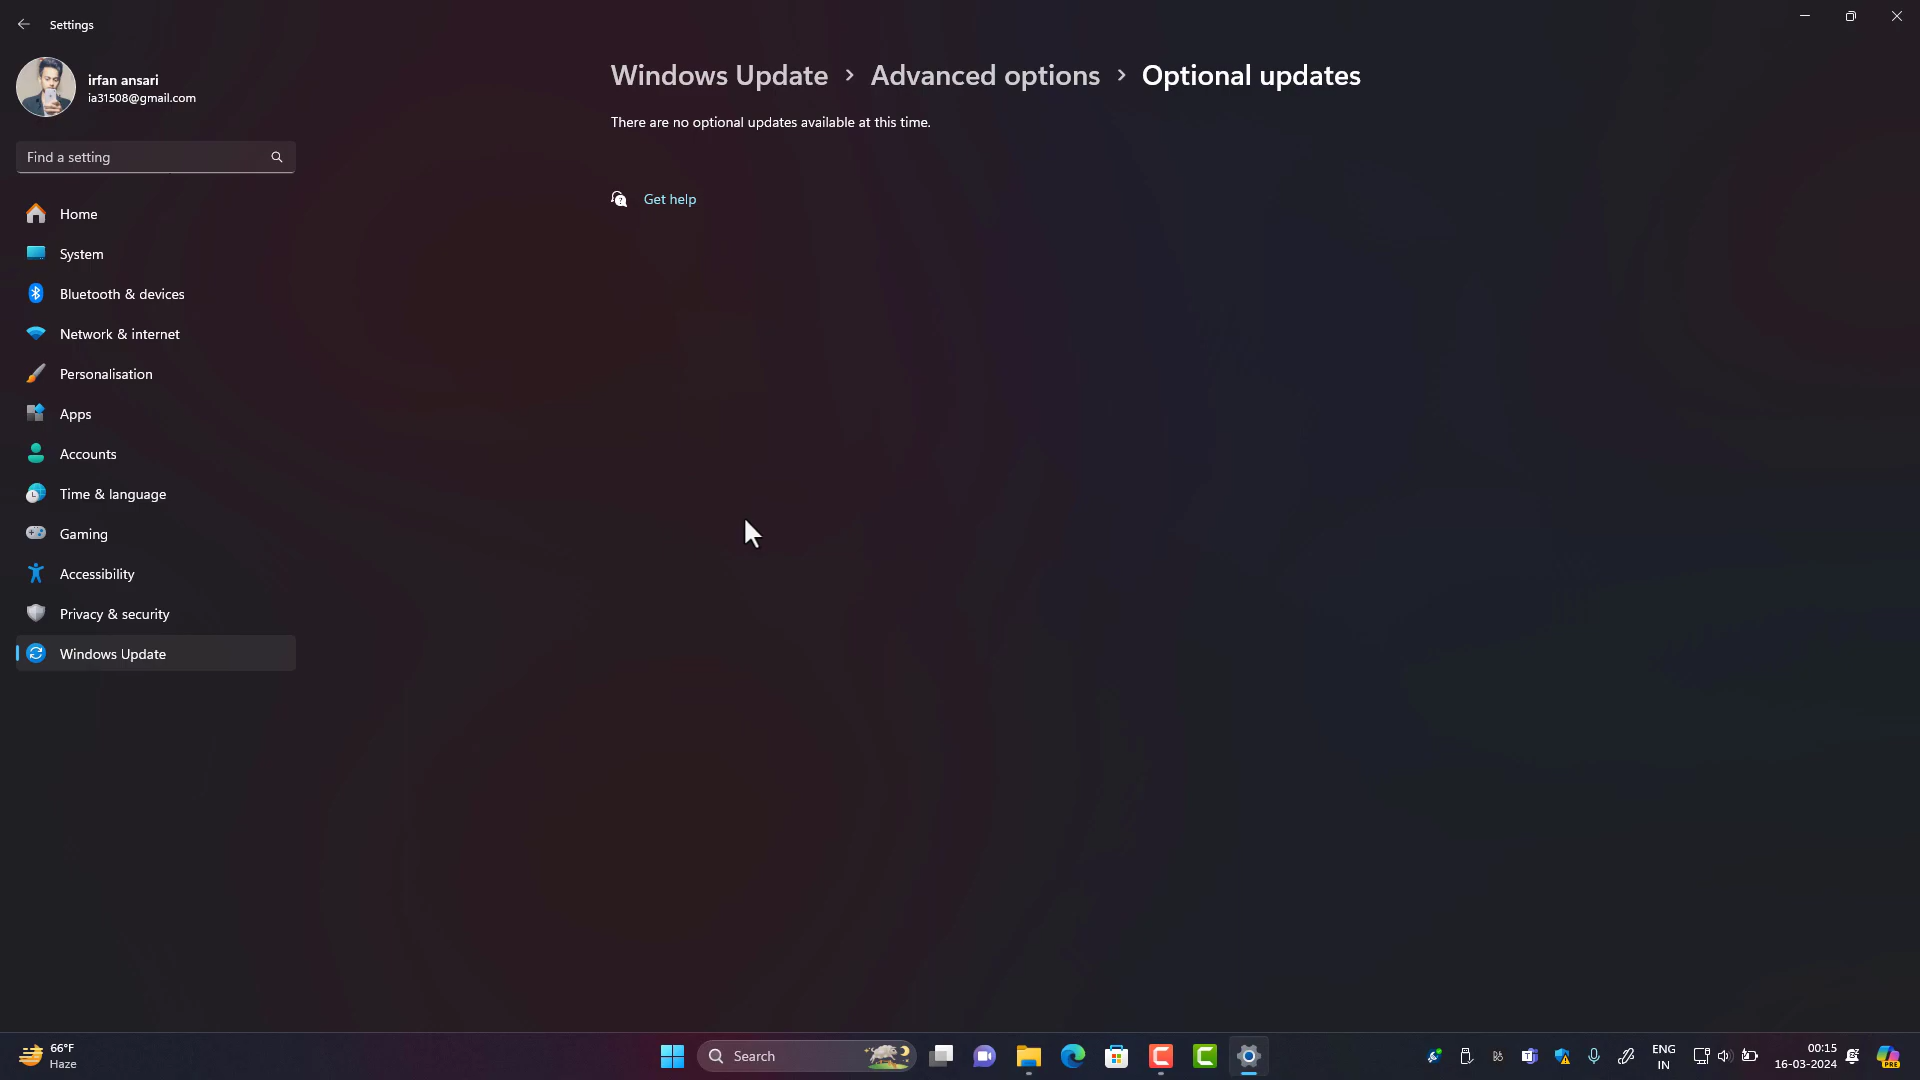 Settings
irfan ansari
ia31508@gmail.com
Find a setting
Home
System
Bluetooth & devices
Network & internet
Personalisation
Apps
Accounts
Time & language
Gaming
Accessibility
Privacy & security
Windows Update
Windows Update > Advanced options > Optional updates
There are no optional updates available at this time.
Get help
66°F
Haze
Search
ENG
IN
00:15
16-03-2024
PRE